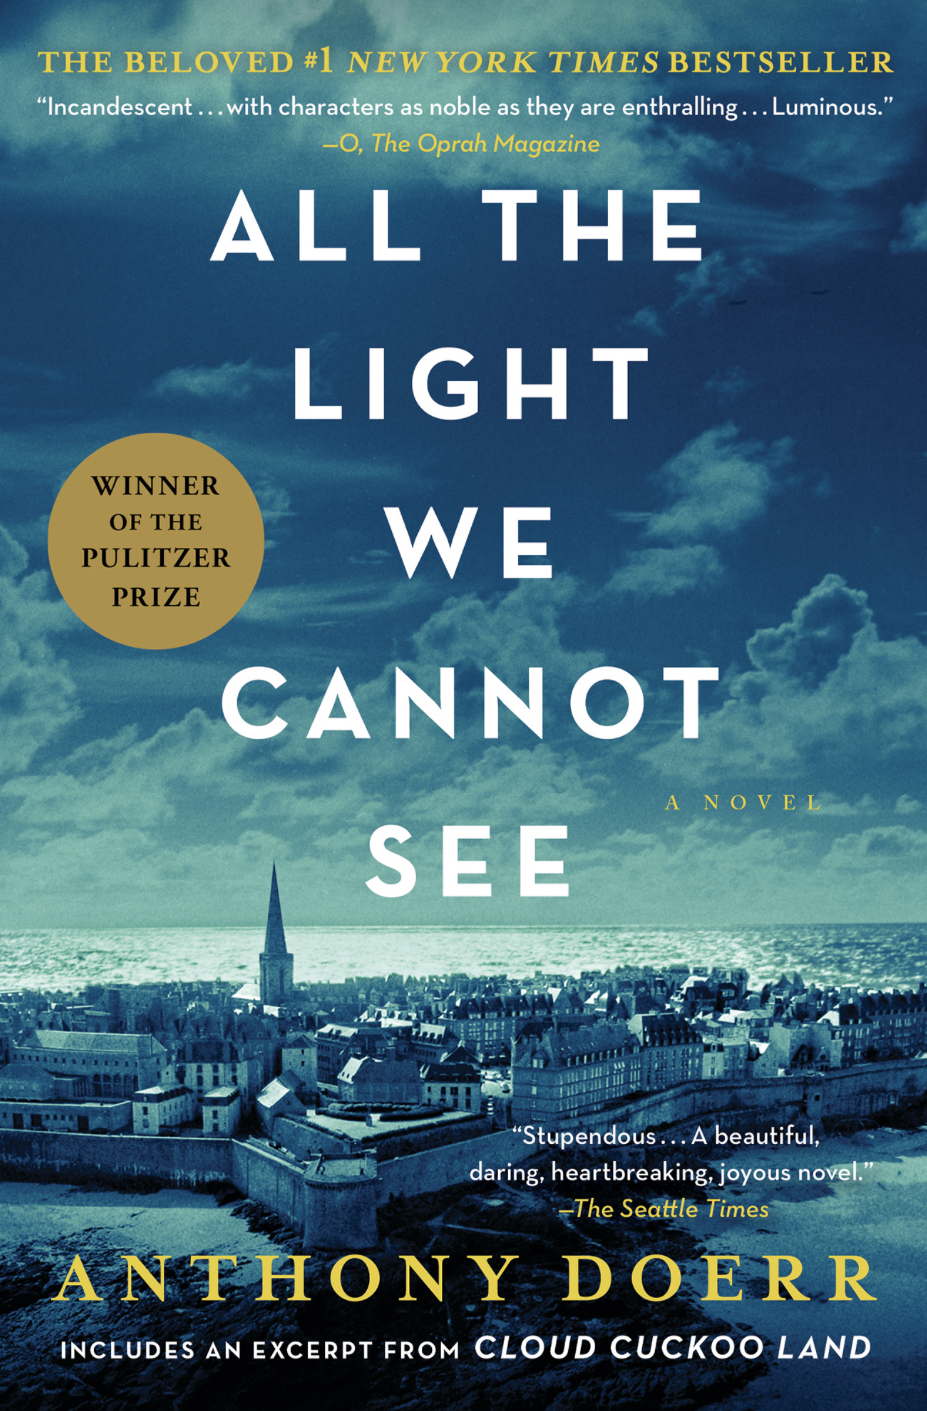 THE BELOVED #1 NEW YORK TIMES BESTSELLER
“Incandescent . . . with characters as noble as they are enthralling . . . Luminous.”
—O, The Oprah Magazine
ALL THE
LIGHT
WINNER
OF THE
PULITZER
PRIZE
WE
CANNOT
A NOVEL
SEE
“Stupendous . . . A beautiful,
daring, heartbreaking, joyous novel.”
—The Seattle Times
ANTHONY DOERR
INCLUDES AN EXCERPT FROM CLOUD CUCKOO LAND